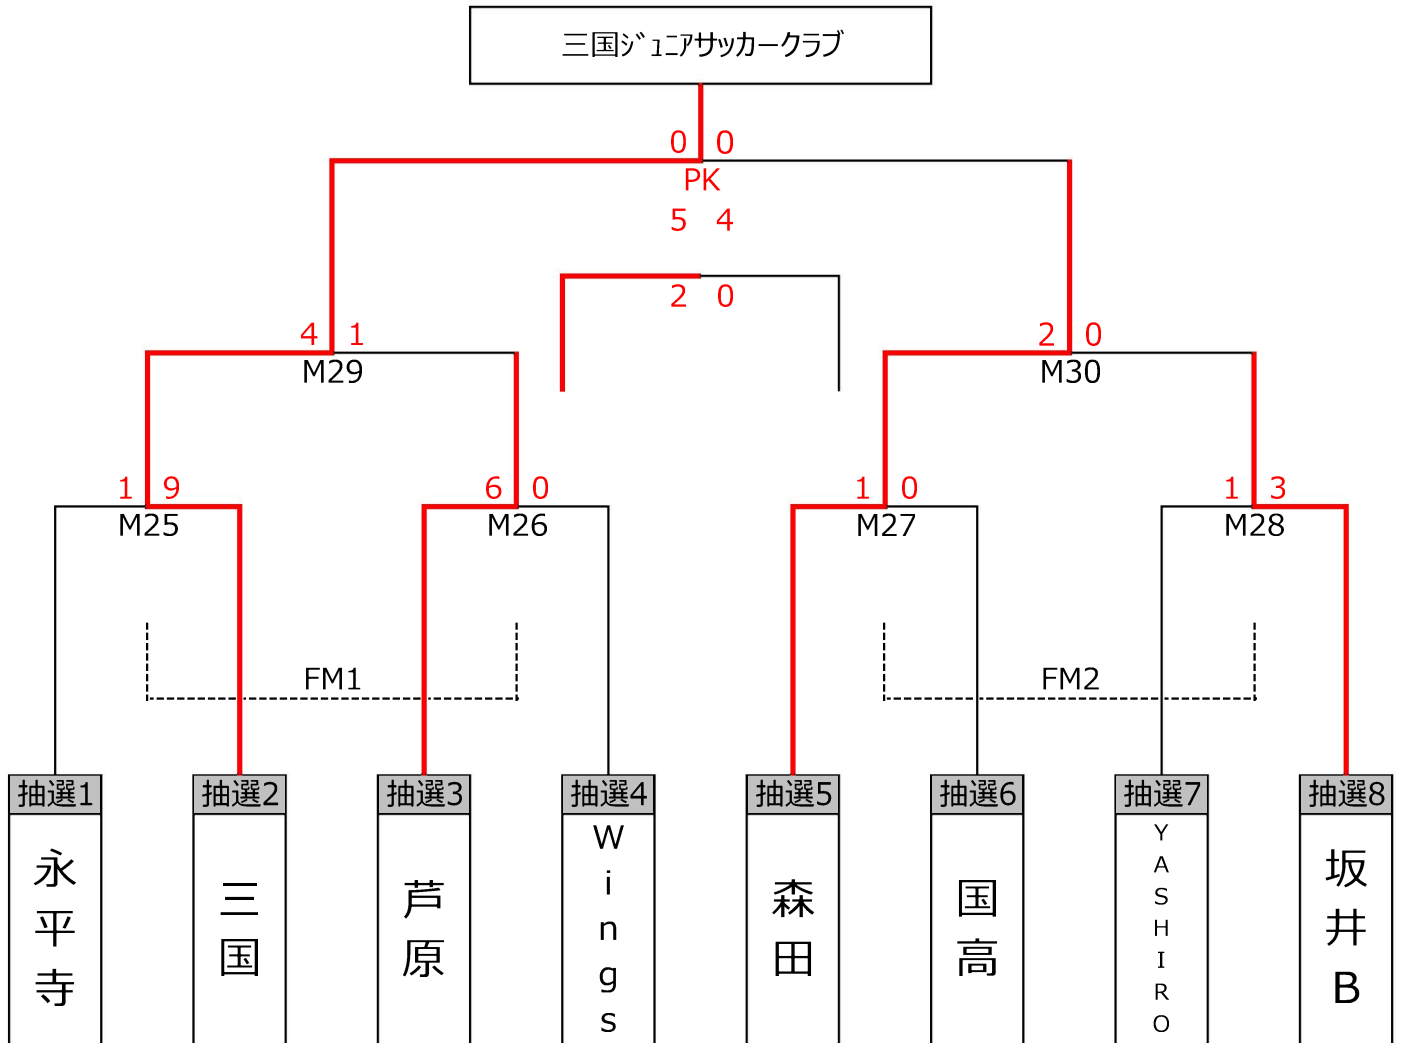 三国ｼﾞｭﾆｱサッカークラブ
0 0
PK
5 4
2 0
4 1
M29
2 0
M30
1 9
M25
6 0
M26
1 0
M27
1 3
M28
FM1
FM2
抽選1
抽選2
抽選3
抽選4
抽選5
抽選6
抽選7
抽選8
永平寺
三国
芦原
Wings
森田
国高
YASHIRO
坂井B